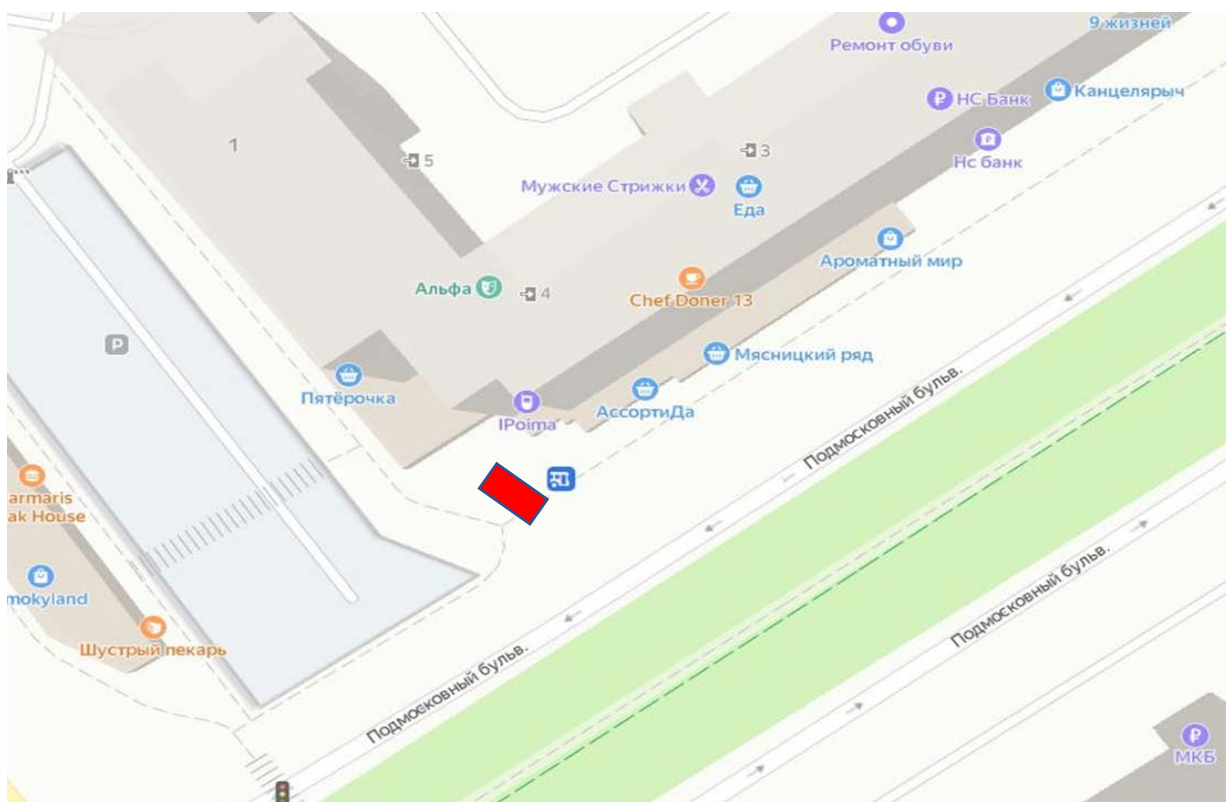 9 жизней
Ремонт обуви
НС Банк
Канцелярыч
1
5
3
Нс банк
Мужские Стрижки
Еда
Ароматный мир
Альфа
4
Chef Doner 13
P
Мясницкий ряд
Пятёрочка
АссортиДа
IPoima
Подмосковный бульв.
armaris
ak House
mokyland
Подмосковный бульв.
Шустрый пекарь
Подмосковный бульв.
МКБ